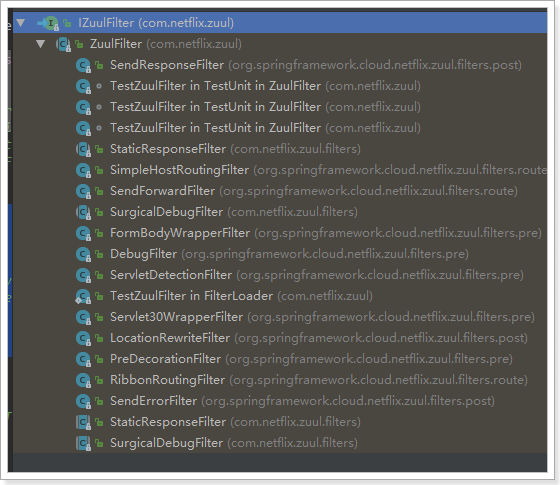 IZuulFilter (com.netflix.zuul)
ZuulFilter (com.netflix.zuul)
SendResponseFilter (org.springframework.cloud.netflix.zuul.filters.post)
TestZuulFilter in TestUnit in ZuulFilter (com.netflix.zuul)
TestZuulFilter in TestUnit in ZuulFilter (com.netflix.zuul)
TestZuulFilter in TestUnit in ZuulFilter (com.netflix.zuul)
StaticResponseFilter (com.netflix.zuul.filters)
SimpleHostRoutingFilter (org.springframework.cloud.netflix.zuul.filters.route
SendForwardFilter (org.springframework.cloud.netflix.zuul.filters.route)
SurgicalDebugFilter (com.netflix.zuul.filters)
FormBodyWrapperFilter (org.springframework.cloud.netflix.zuul.filters.pre)
DebugFilter (org.springframework.cloud.netflix.zuul.filters.pre)
ServletDetectionFilter (org.springframework.cloud.netflix.zuul.filters.pre)
TestZuulFilter in FilterLoader (com.netflix.zuul)
Servlet30WrapperFilter (org.springframework.cloud.netflix.zuul.filters.pre)
LocationRewriteFilter (org.springframework.cloud.netflix.zuul.filters.post)
PreDecorationFilter (org.springframework.cloud.netflix.zuul.filters.pre)
RibbonRoutingFilter (org.springframework.cloud.netflix.zuul.filters.route)
SendErrorFilter (org.springframework.cloud.netflix.zuul.filters.post)
StaticResponseFilter (com.netflix.zuul.filters)
SurgicalDebugFilter (com.netflix.zuul.filters)